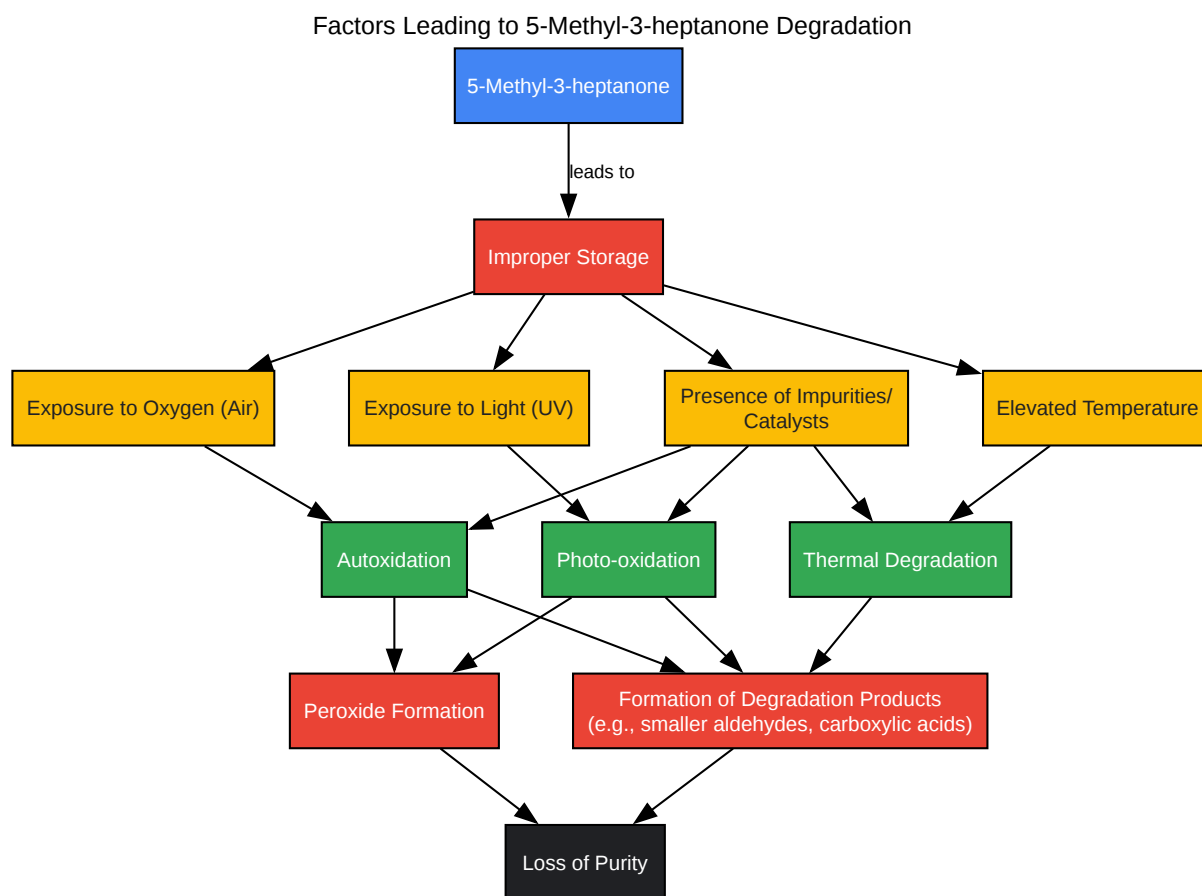 Factors Leading to 5-Methyl-3-heptanone Degradation
5-Methyl-3-heptanone
leads to
Improper Storage
Exposure to Oxygen (Air)
Exposure to Light (UV)
Presence of Impurities/
Catalysts
Elevated Temperature
Autoxidation
Photo-oxidation
Thermal Degradation
Peroxide Formation
Formation of Degradation Products
(e.g., smaller aldehydes, carboxylic acids)
Loss of Purity